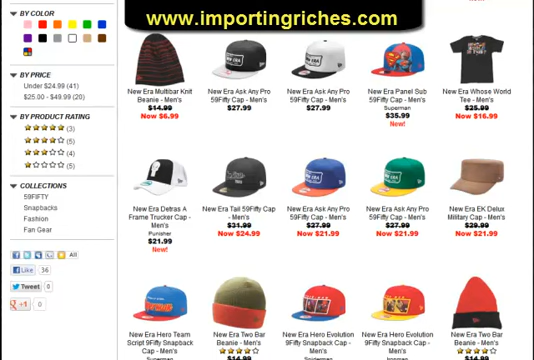 www.importingriches.com
BY COLOR
BY PRICE
Under $24.99 (41)
$25.00 - $49.99 (20)
BY PRODUCT RATING
(3)
(5)
(4)
(5)
COLLECTIONS
59FIFTY
Snapbacks
Fashion
Fan Gear
All
Like 36
Tweet 0
+1 0
New Era Multibar Knit
Beanie - Men's
$14.99
Now $6.99
New Era Ask Any Pro
59Fifty Cap - Men's
$27.99
New Era Ask Any Pro
59Fifty Cap - Men's
$27.99
New Era Panel Sub
59Fifty Cap - Men's
Superman
$35.99
New!
New Era Whose World
Tee - Men's
$25.99
Now $16.99
New Era Detras A
Frame Trucker Cap -
Men's
Punisher
$21.99
New!
New Era Tail 59Fifty Cap
- Men's
$31.99
Now $24.99
New Era Ask Any Pro
59Fifty Cap - Men's
$27.99
Now $21.99
New Era Ask Any Pro
59Fifty Cap - Men's
$27.99
Now $21.99
New Era EK Delux
Military Cap - Men's
$29.99
Now $21.99
New Era Hero Team
Script 9Fifty Snapback
Cap - Men's
New Era Two Bar
Beanie - Men's
$14.99
New Era Hero Evolution
9Fifty Snapback Cap -
Men's
New Era Hero Evolution
9Fifty Snapback Cap -
Men's
New Era Two Bar
Beanie - Men's
$14.99